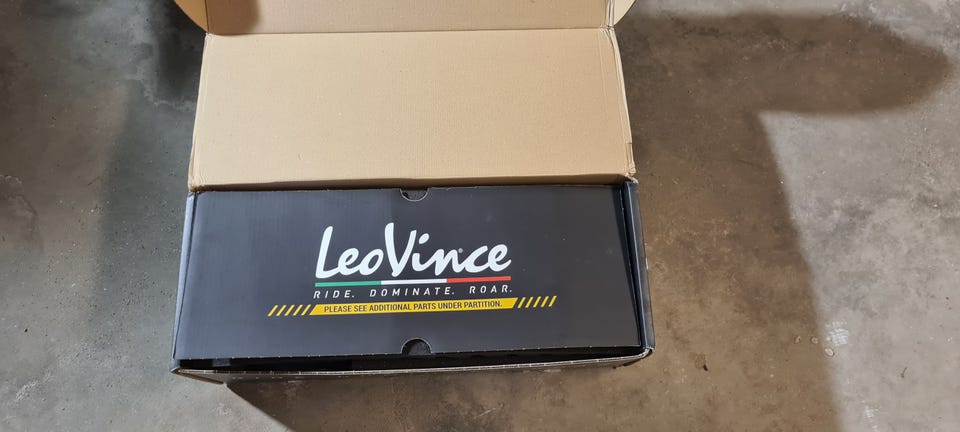 LeoVince
RIDE. DOMINATE. ROAR.
PLEASE SEE ADDITIONAL PARTS UNDER PARTITION.